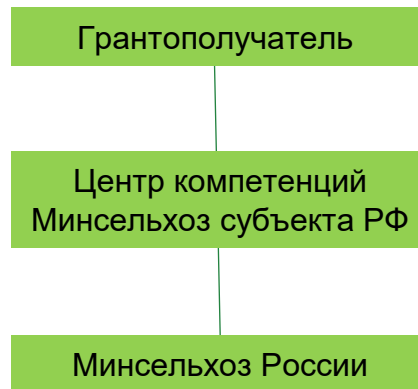 Грантополучатель
Центр компетенций
Минсельхоз субъекта РФ
Минсельхоз России